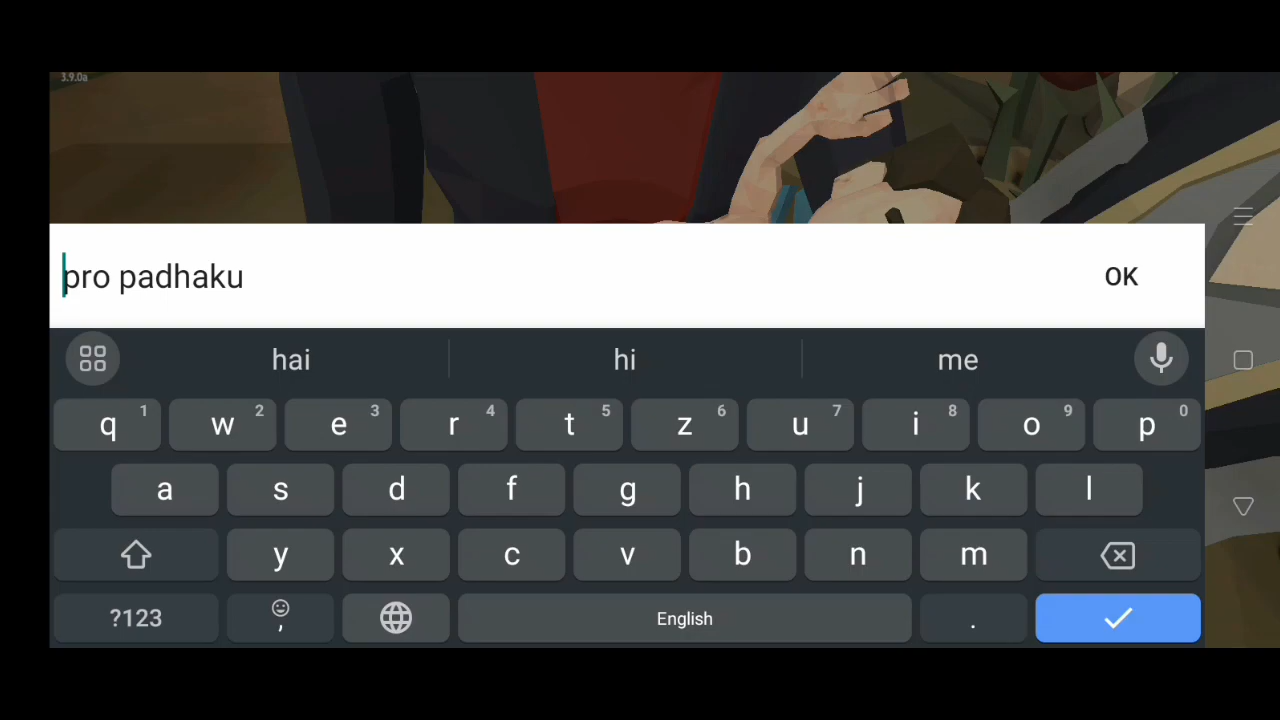 3.9.0a
pro padhaku OK
hai hi me
q 1 w 2 e 3 r 4 t 5 z 6 u 7 i 8 o 9 p 0
a s d f g h j k l
y x c v b n m
?123 , English .